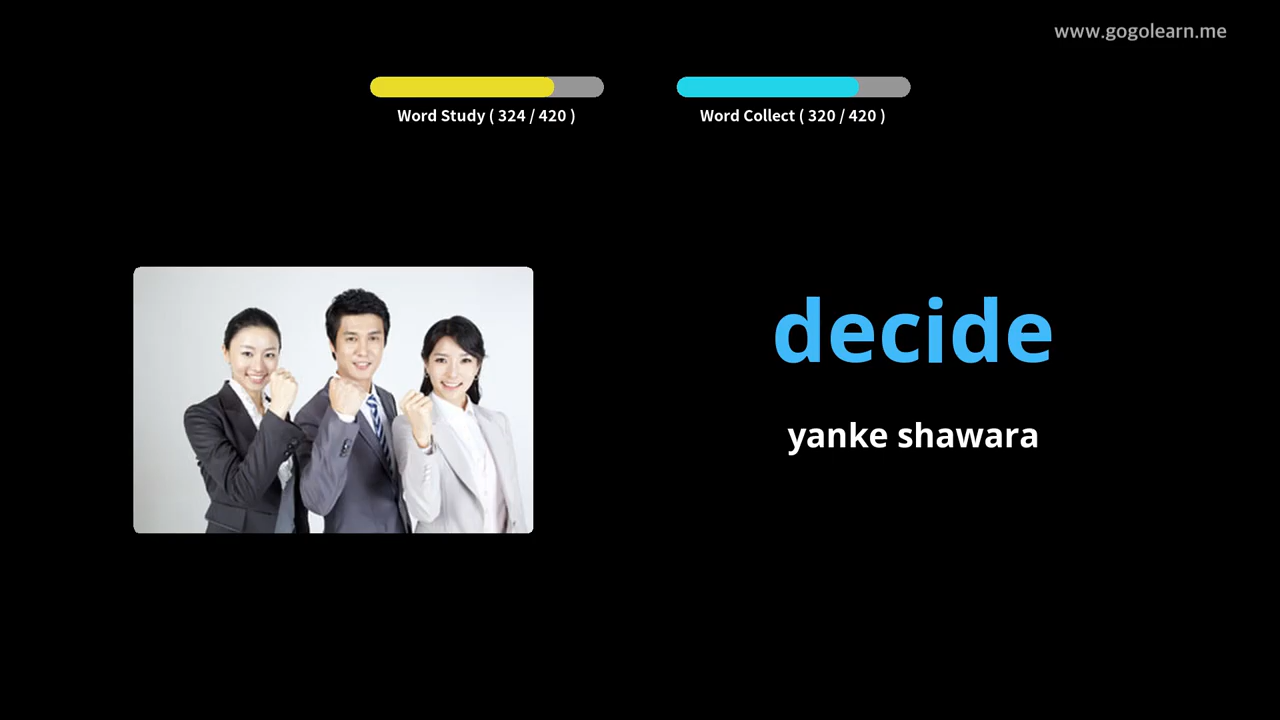 www.gogolearn.me
Word Study ( 324 / 420 )
Word Collect ( 320 / 420 )
decide
yanke shawara